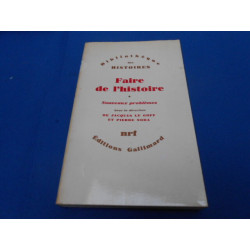 Bibliothèque
des
HISTOIRES
Faire
de l'histoire
*
Nouveaux problèmes
Sous la direction
DE JACQUES LE GOFF
ET PIERRE NORA
nrf
Éditions Gallimard